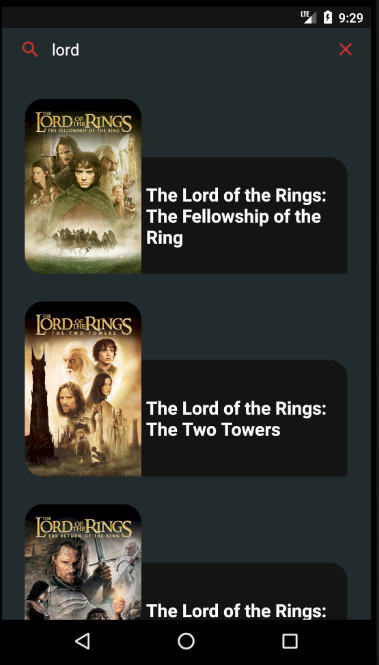 LTE 9:29
lord
THE
LORD OF THE RINGS
THE FELLOWSHIP OF THE RING
The Lord of the Rings:
The Fellowship of the
Ring
THE
LORD OF THE RINGS
THE TWO TOWERS
The Lord of the Rings:
The Two Towers
THE
LORD OF THE RINGS
THE RETURN OF THE KING
The Lord of the Rings: